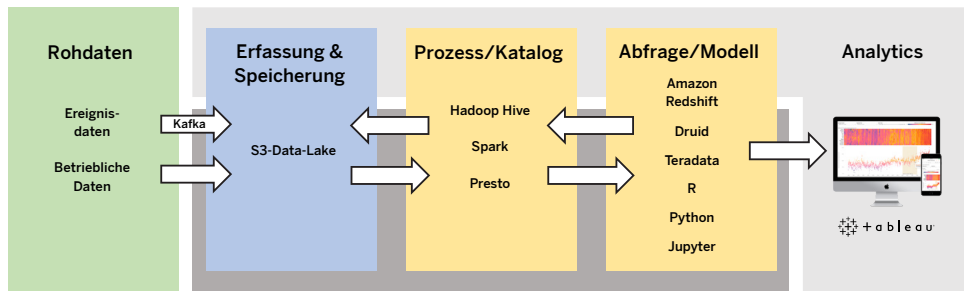 Rohdaten
Ereignis-
daten
Betriebliche
Daten
Kafka
Erfassung &
Speicherung
S3-Data-Lake
Prozess/Katalog
Hadoop Hive
Spark
Presto
Abfrage/Modell
Amazon
Redshift
Druid
Teradata
R
Python
Jupyter
Analytics
+ableau